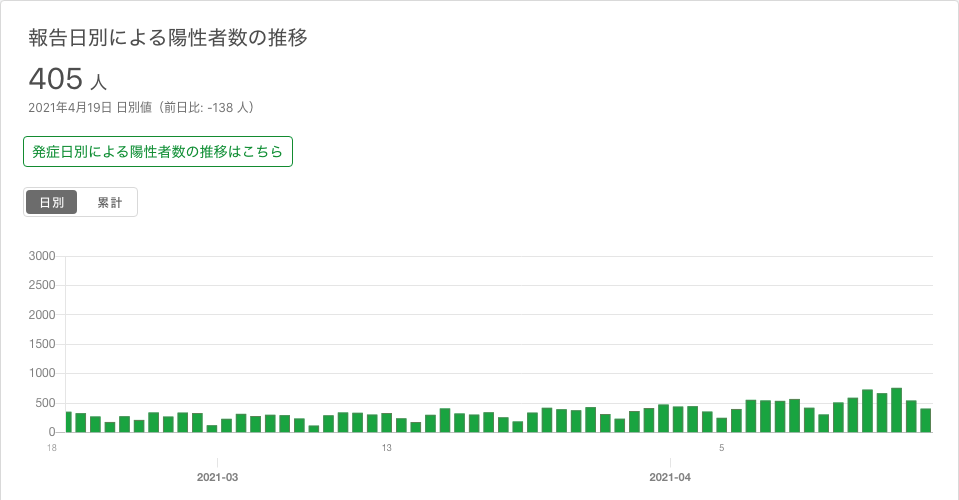 報告日別による陽性者数の推移
405 人
2021年4月19日 日別値（前日比: -138 人）
発症日別による陽性者数の推移はこちら
日別 累計
3000
2500
2000
1500
1000
500
0
18 13 5
2021-03 2021-04